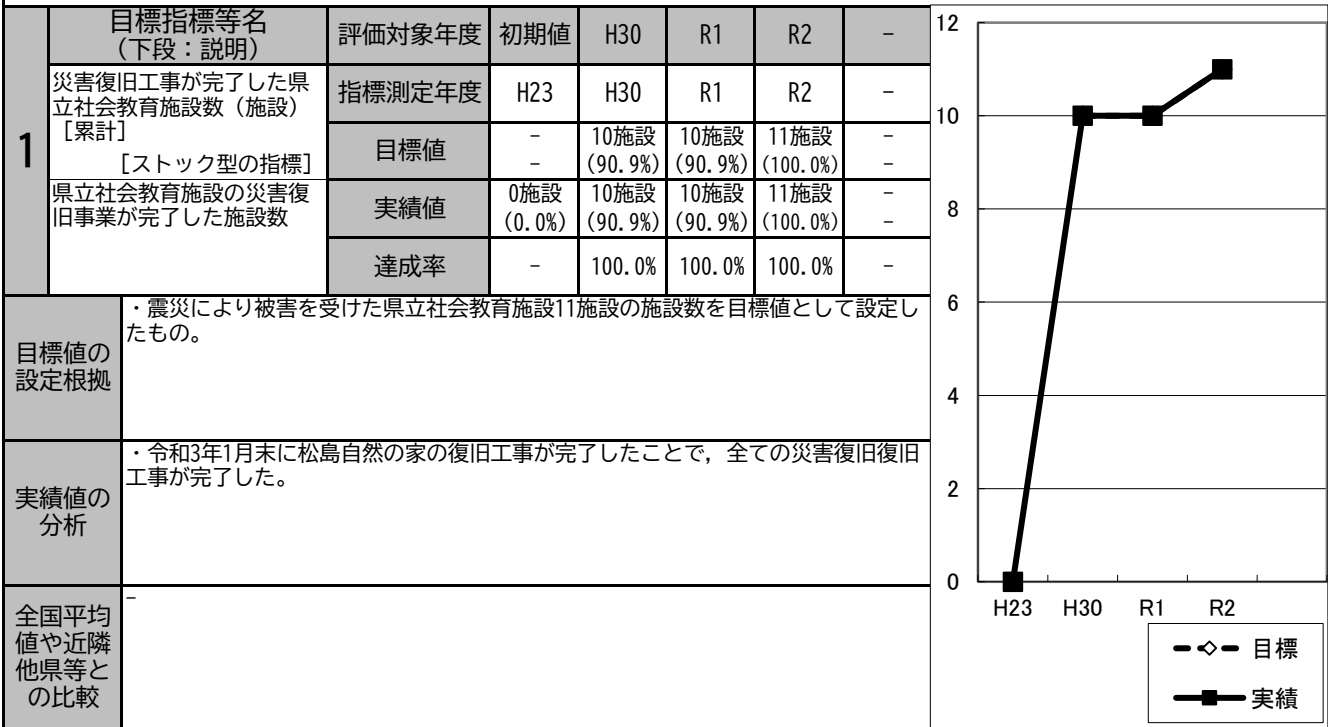 1
目標指標等名
(下段：説明)
評価対象年度 初期値 H30 R1 R2 -
災害復旧工事が完了した県
立社会教育施設数（施設）
［累計］
［ストック型の指標］
指標測定年度 H23 H30 R1 R2 -
目標値
- 10施設 10施設 11施設 -
- (90.9%) (90.9%) (100.0%) -
県立社会教育施設の災害復
旧事業が完了した施設数
実績値
0施設 10施設 10施設 11施設 -
(0.0%) (90.9%) (90.9%) (100.0%) -
達成率 - 100.0% 100.0% 100.0% -
目標値の
設定根拠
・震災により被害を受けた県立社会教育施設11施設の施設数を目標値として設定し
たもの。
実績値の
分析
・令和3年1月末に松島自然の家の復旧工事が完了したことで，全ての災害復旧復旧
工事が完了した。
全国平均
値や近隣
他県等と
の比較
-
12
10
8
6
4
2
0
H23 H30 R1 R2
目標
実績